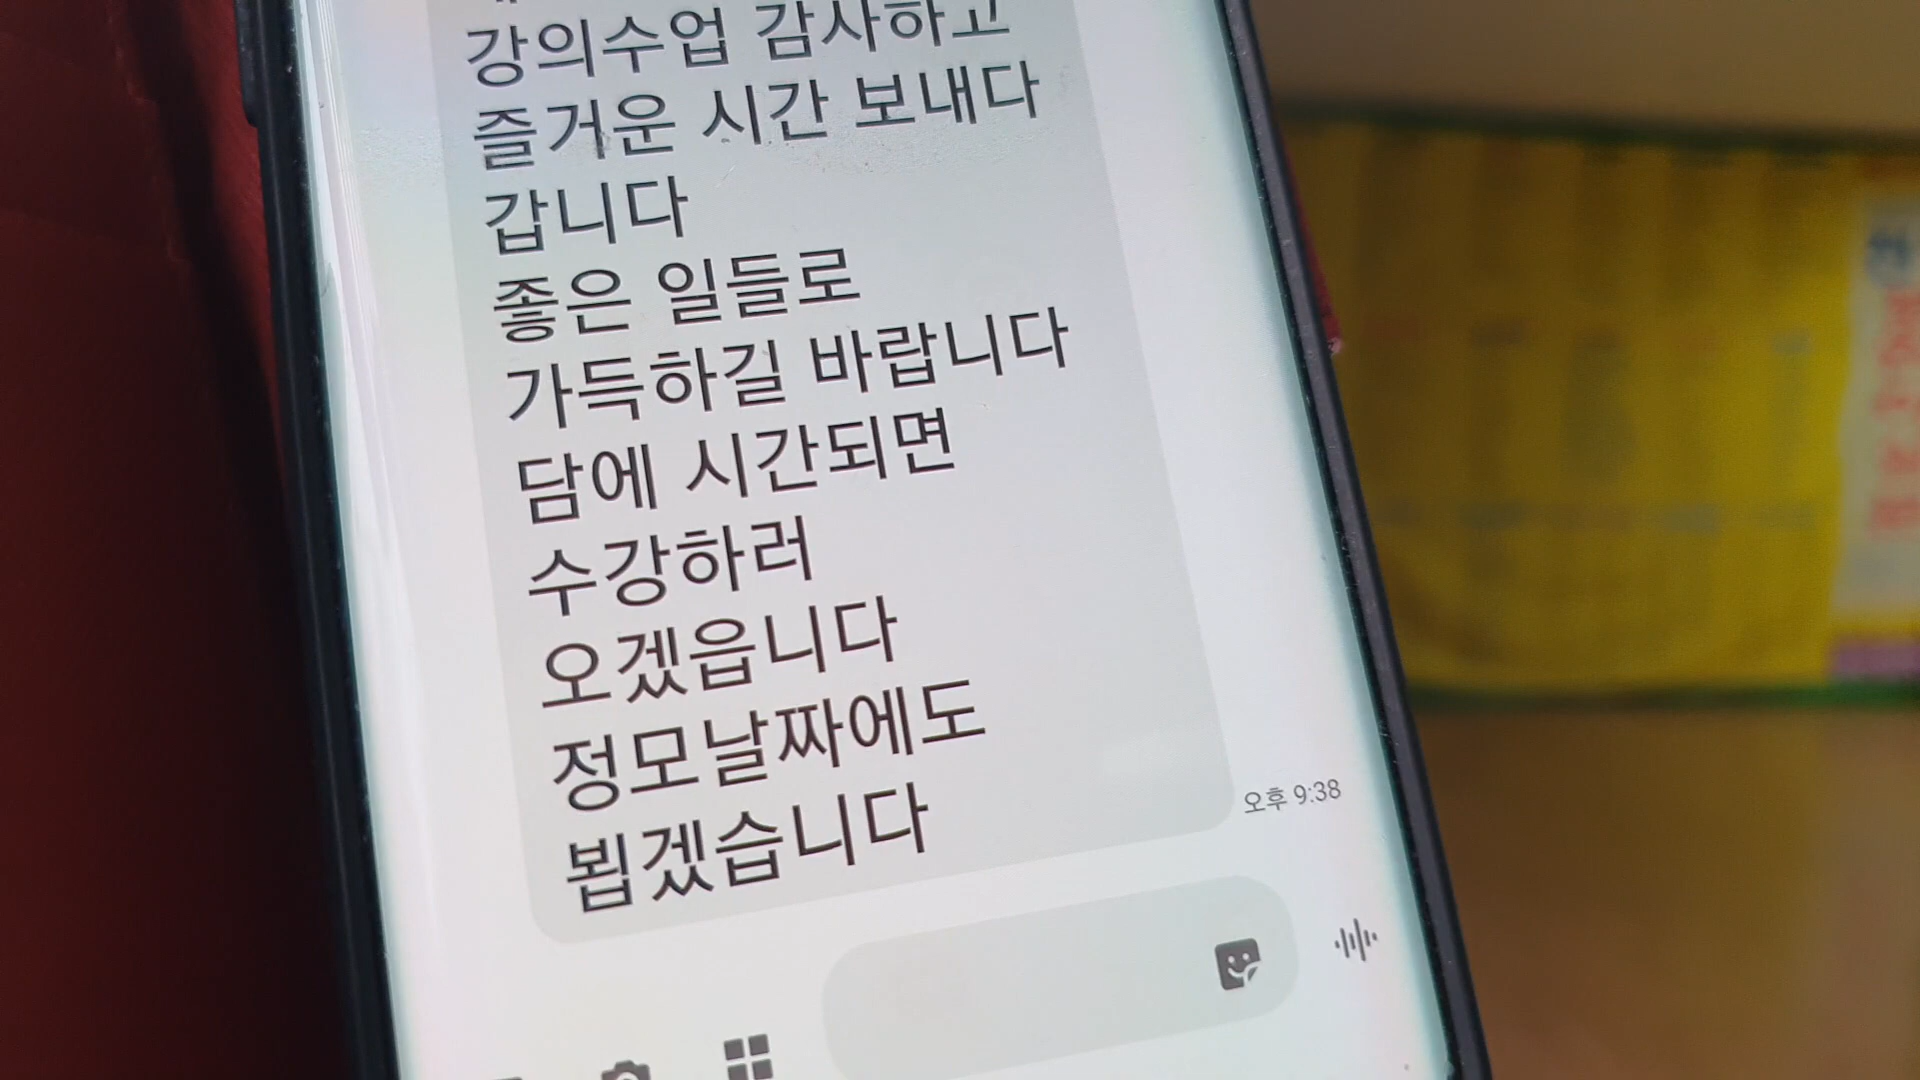 강의수업 감사하고
즐거운 시간 보내다
갑니다
좋은 일들로
가득하길 바랍니다
담에 시간되면
수강하러
오겠읍니다
정모날짜에도
뵙겠습니다
오후 9:38